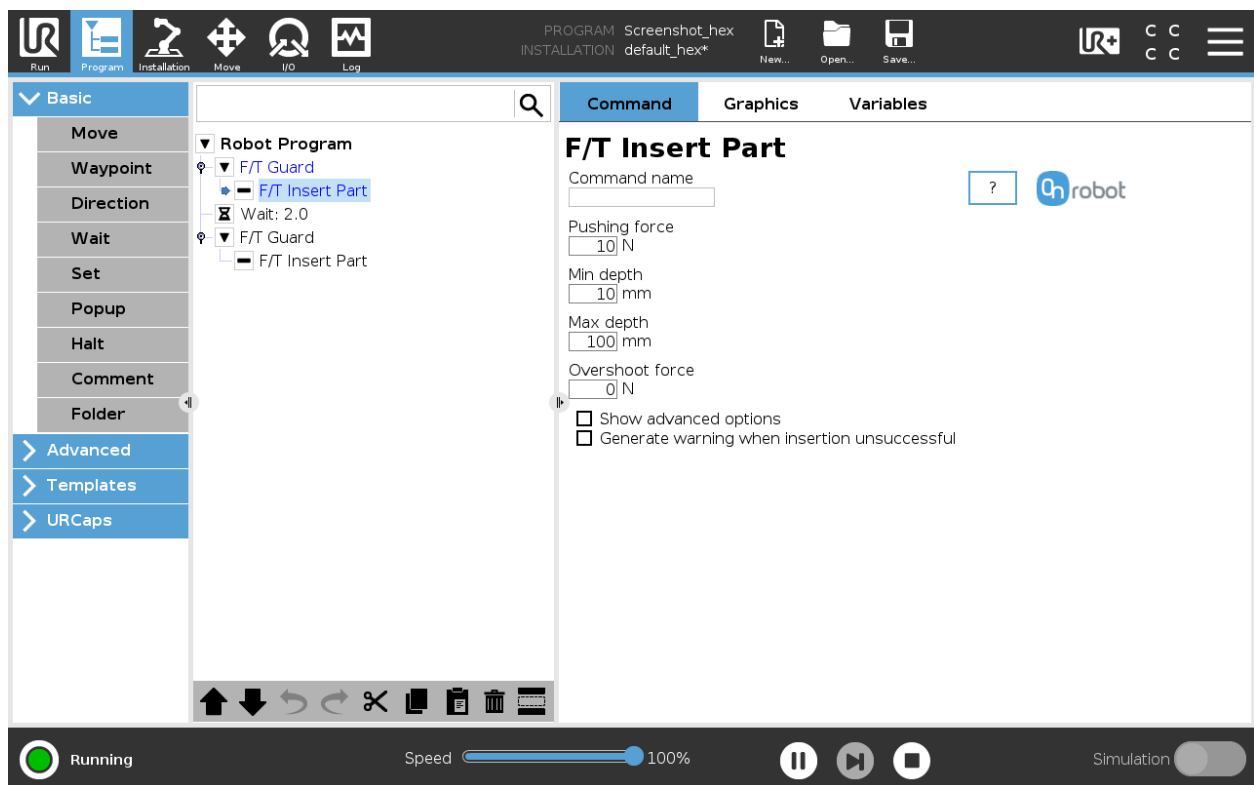 PROGRAM Screenshot_hex
INSTALLATION default_hex*
Run Program Installation Move I/O Log New... Open... Save...
UR+
C C
C C
Basic
Move
Waypoint
Direction
Wait
Set
Popup
Halt
Comment
Folder
Advanced
Templates
URCaps
Robot Program
F/T Guard
F/T Insert Part
Wait: 2.0
F/T Guard
F/T Insert Part
Command Graphics Variables
F/T Insert Part
Command name
? On robot
Pushing force
10 N
Min depth
10 mm
Max depth
100 mm
Overshoot force
0 N
Show advanced options
Generate warning when insertion unsuccessful
Running Speed 100% Simulation